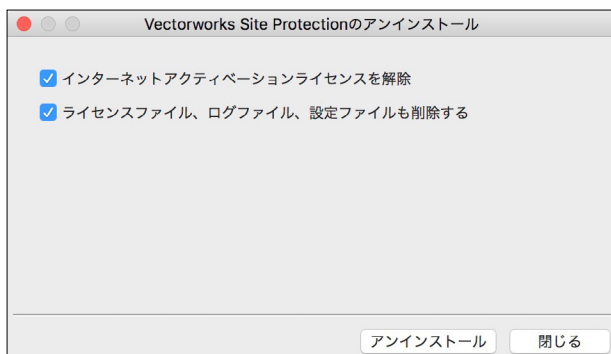 Vectorworks Site Protectionのアンインストール
インターネットアクティベーションライセンスを解除
ライセンスファイル、ログファイル、設定ファイルも削除する
アンインストール
閉じる